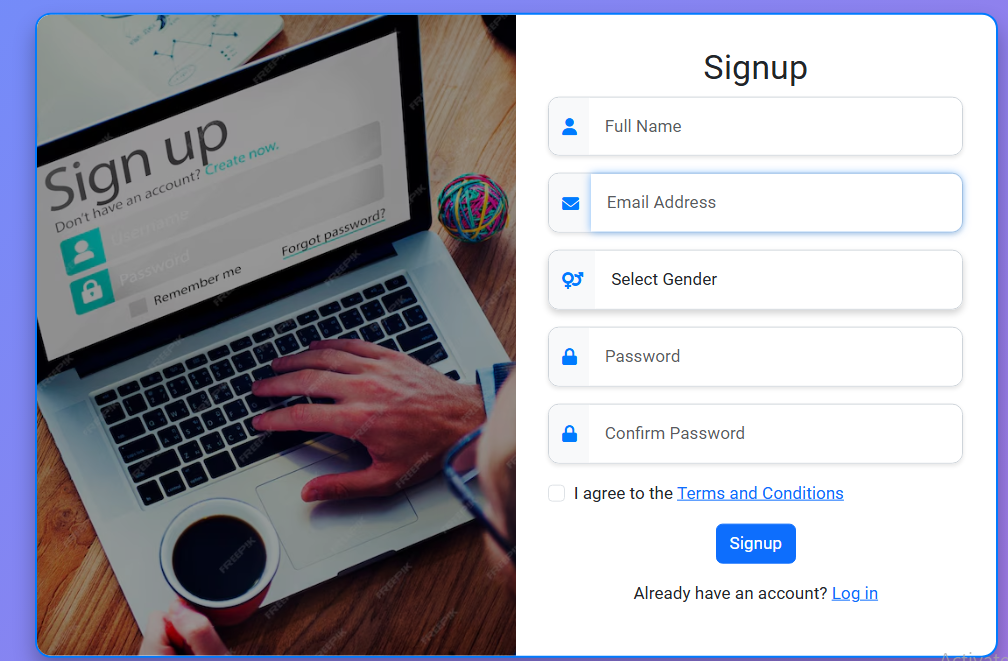 Signup
Full Name
Email Address
Select Gender
Password
Confirm Password
I agree to the Terms and Conditions
Signup
Already have an account? Log in
Sign up
Don't have an account? Create now.
Username
Password
Remember me
Forgot password?
FREEPIK